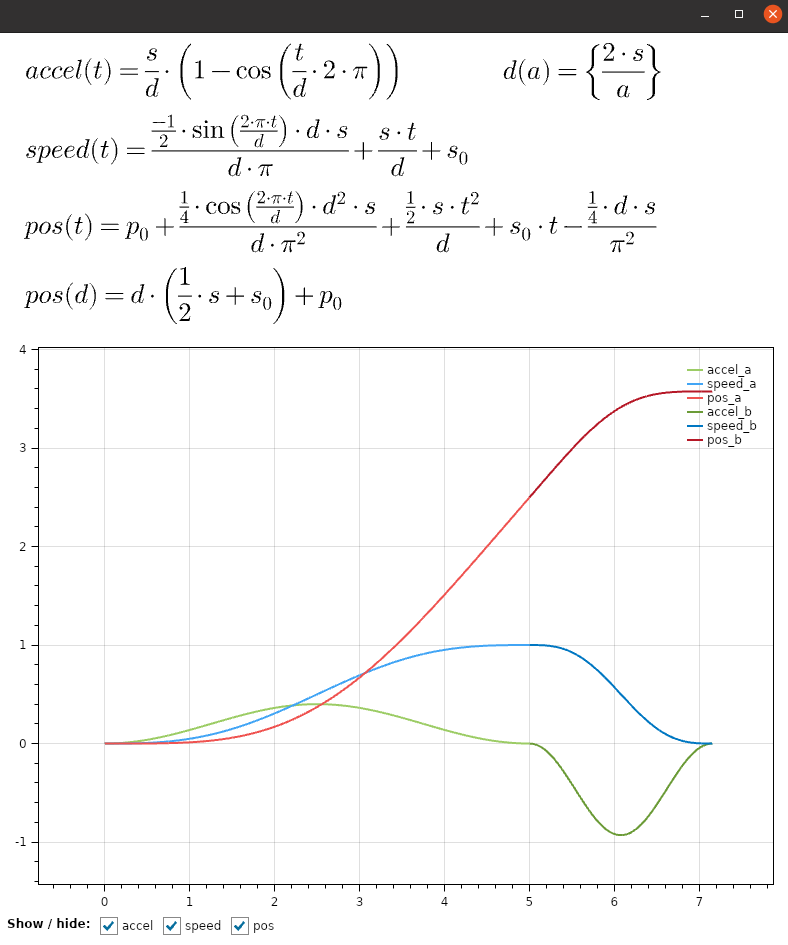 accel(t) = s/d · (1 − cos(t/d · 2 · π)) d(a) = {2 · s / a}
speed(t) = (−1/2 · sin(2·π·t/d) · d · s) / (d · π) + (s · t)/d + s₀
pos(t) = p₀ + (1/4 · cos(2·π·t/d) · d² · s) / (d · π²) + (1/2 · s · t²)/d + s₀ · t − (1/4 · d · s)/π²
pos(d) = d · (1/2 · s + s₀) + p₀
4
accel_a
speed_a
pos_a
accel_b
speed_b
pos_b
3
2
1
0
-1
0 1 2 3 4 5 6 7
Show / hide: accel speed pos